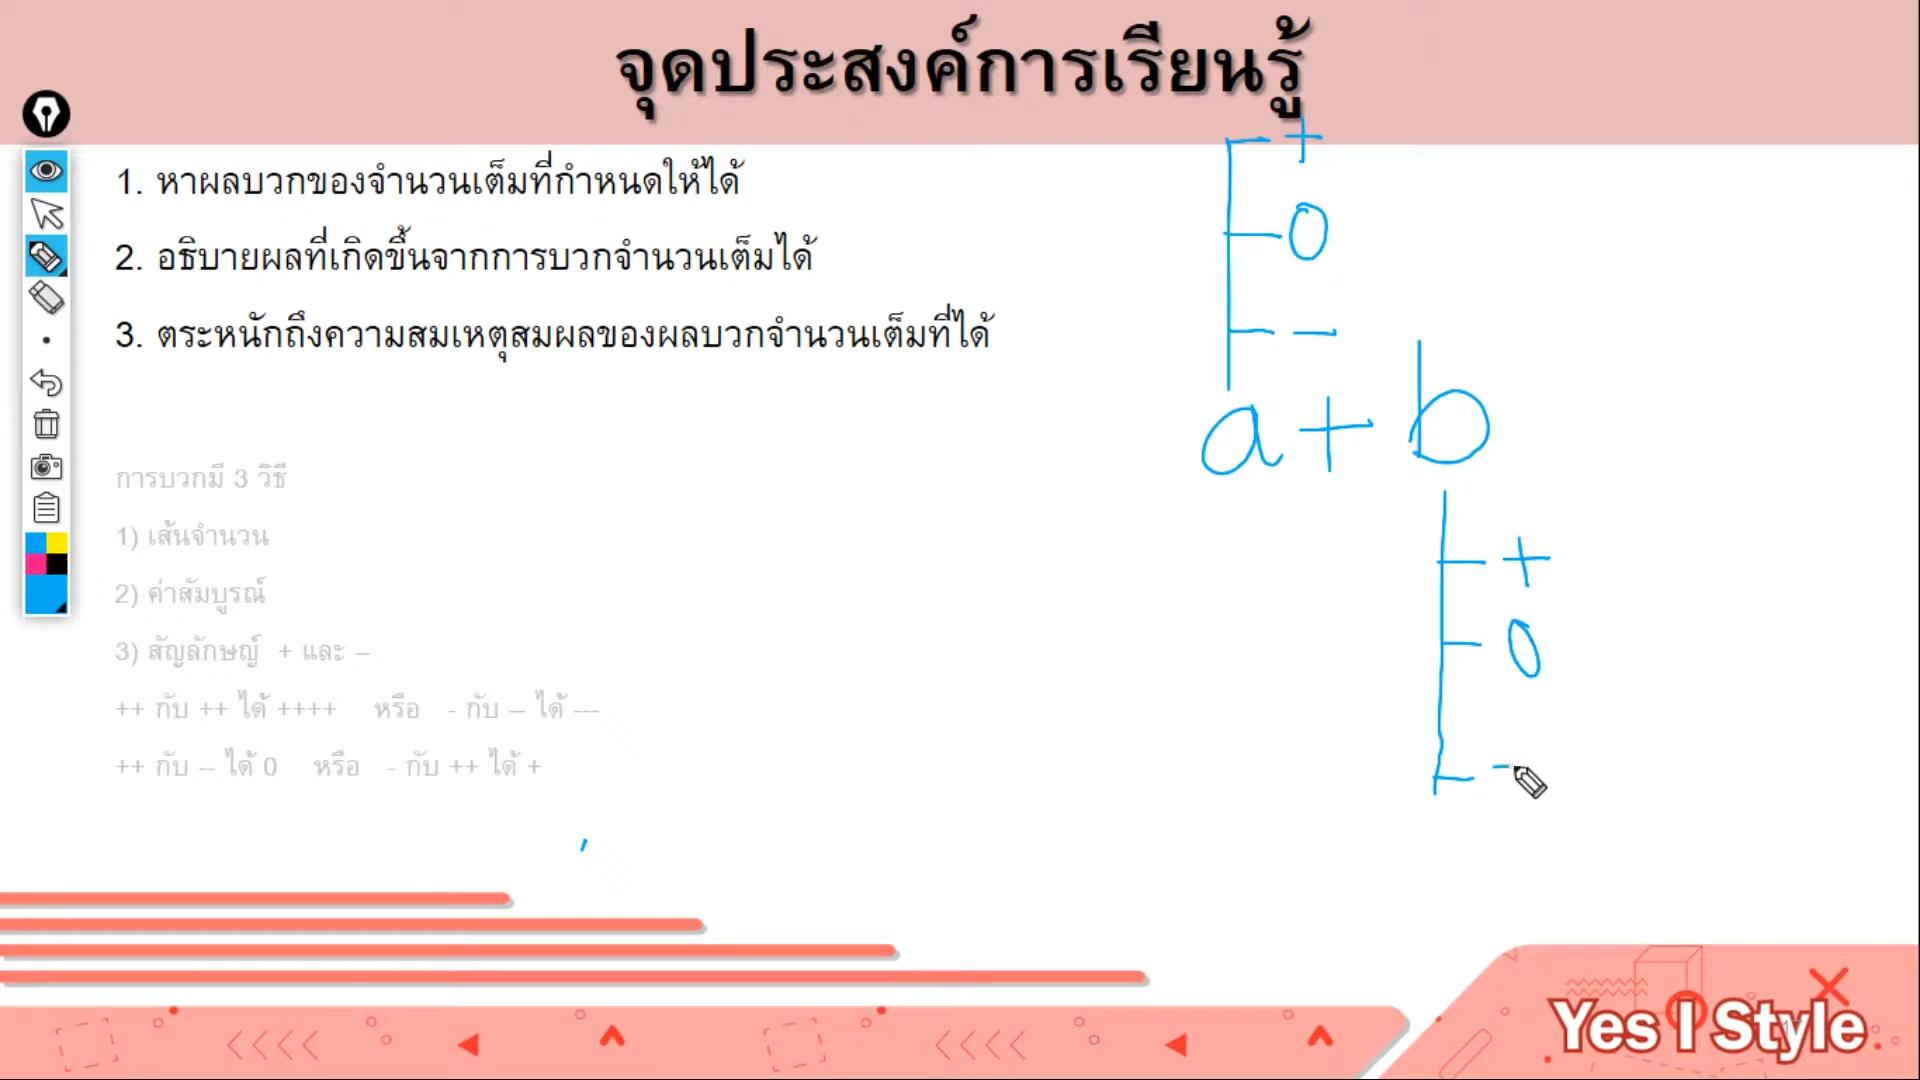 จุดประสงค์การเรียนรู้
1. หาผลบวกของจำนวนเต็มที่กำหนดให้ได้
2. อธิบายผลที่เกิดขึ้นจากการบวกจำนวนเต็มได้
3. ตระหนักถึงความสมเหตุสมผลของผลบวกจำนวนเต็มที่ได้
+
0
-
a + b
+
0
-
การบวกมี 3 วิธี
1) เส้นจำนวน
2) ค่าสัมบูรณ์
3) สัญลักษณ์ + และ –
++ กับ ++ ได้ ++++ หรือ - กับ -- ได้ ---
++ กับ -- ได้ 0 หรือ - กับ ++ ได้ +
Yes I Style